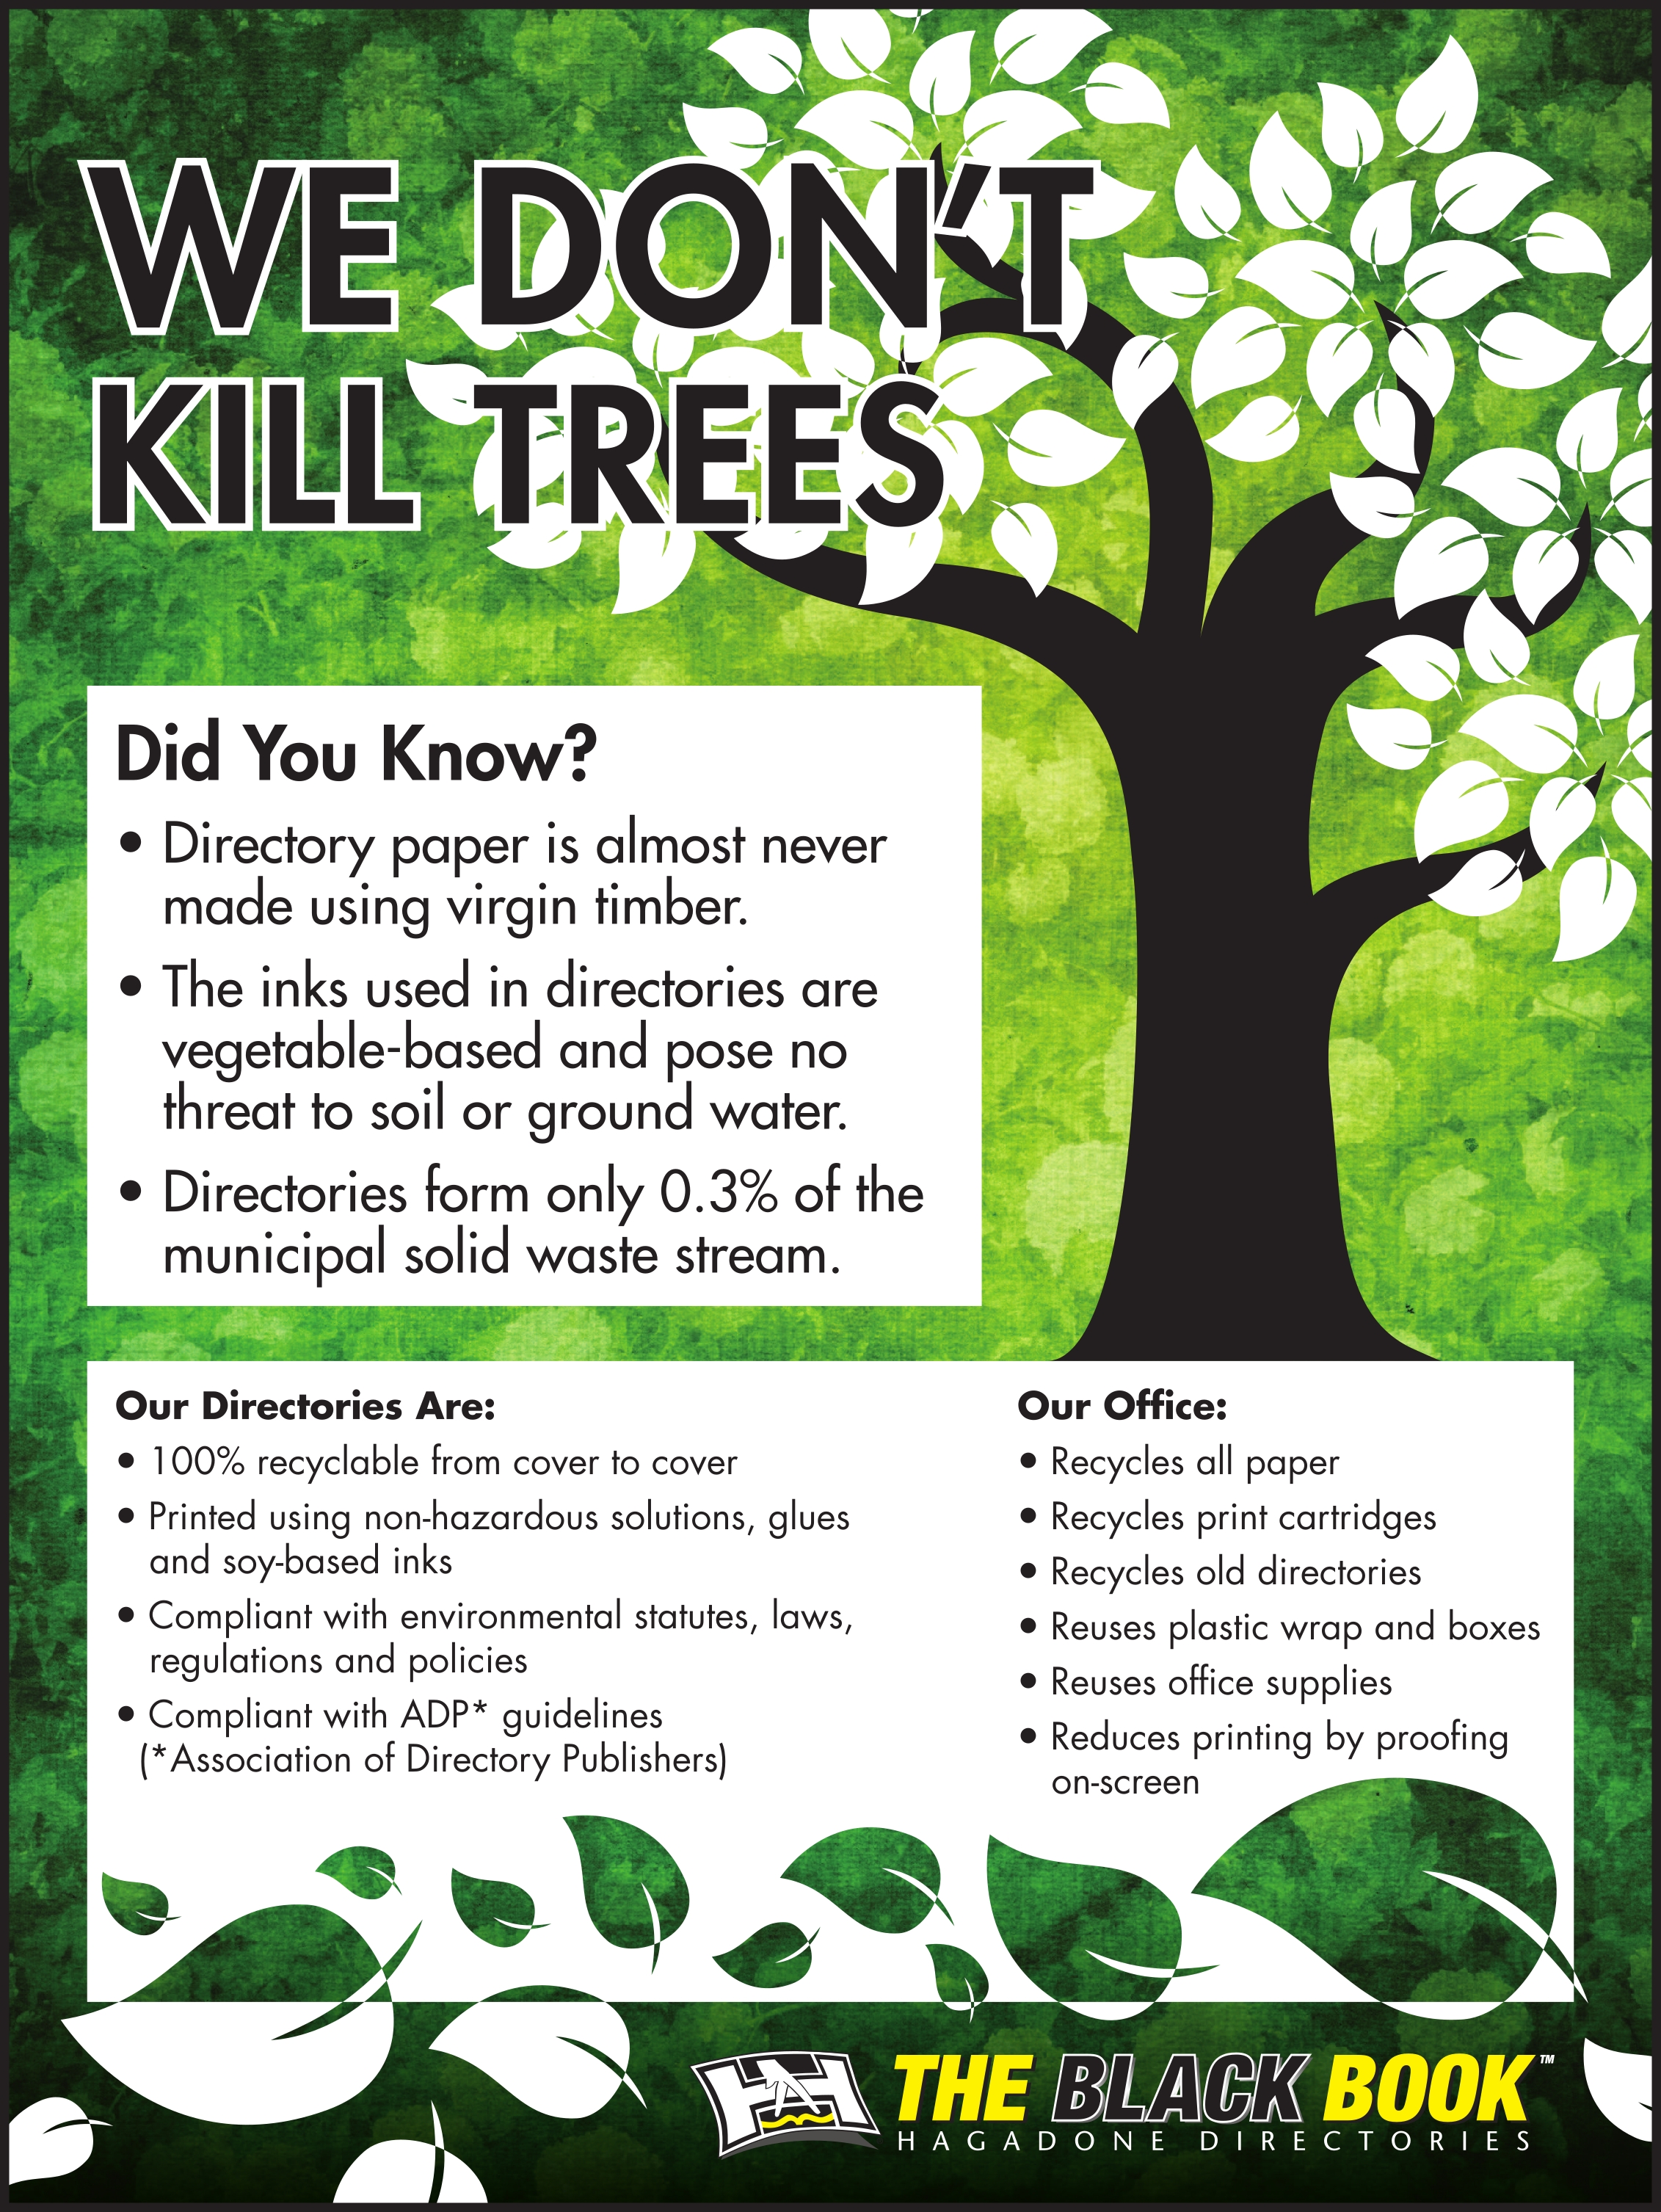 WE DON'T
KILL TREES
Did You Know?
• Directory paper is almost never
made using virgin timber.
• The inks used in directories are
vegetable-based and pose no
threat to soil or ground water.
• Directories form only 0.3% of the
municipal solid waste stream.
Our Directories Are:
• 100% recyclable from cover to cover
• Printed using non-hazardous solutions, glues
and soy-based inks
• Compliant with environmental statutes, laws,
regulations and policies
• Compliant with ADP* guidelines
(*Association of Directory Publishers)
Our Office:
• Recycles all paper
• Recycles print cartridges
• Recycles old directories
• Reuses plastic wrap and boxes
• Reuses office supplies
• Reduces printing by proofing
on-screen
H
THE BLACK BOOK™
HAGADONE DIRECTORIES